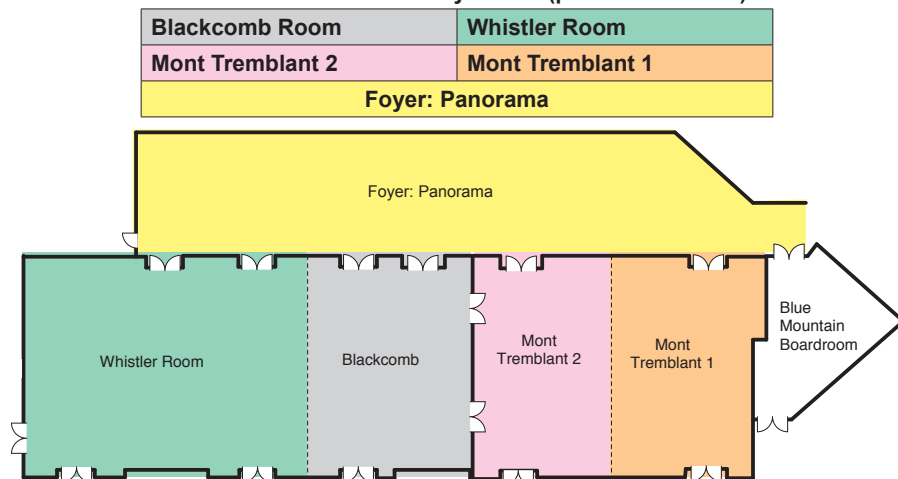 Blackcomb Room Whistler Room
Mont Tremblant 2 Mont Tremblant 1
Foyer: Panorama
Foyer: Panorama
Whistler Room
Blackcomb
Mont
Tremblant 2
Mont
Tremblant 1
Blue
Mountain
Boardroom